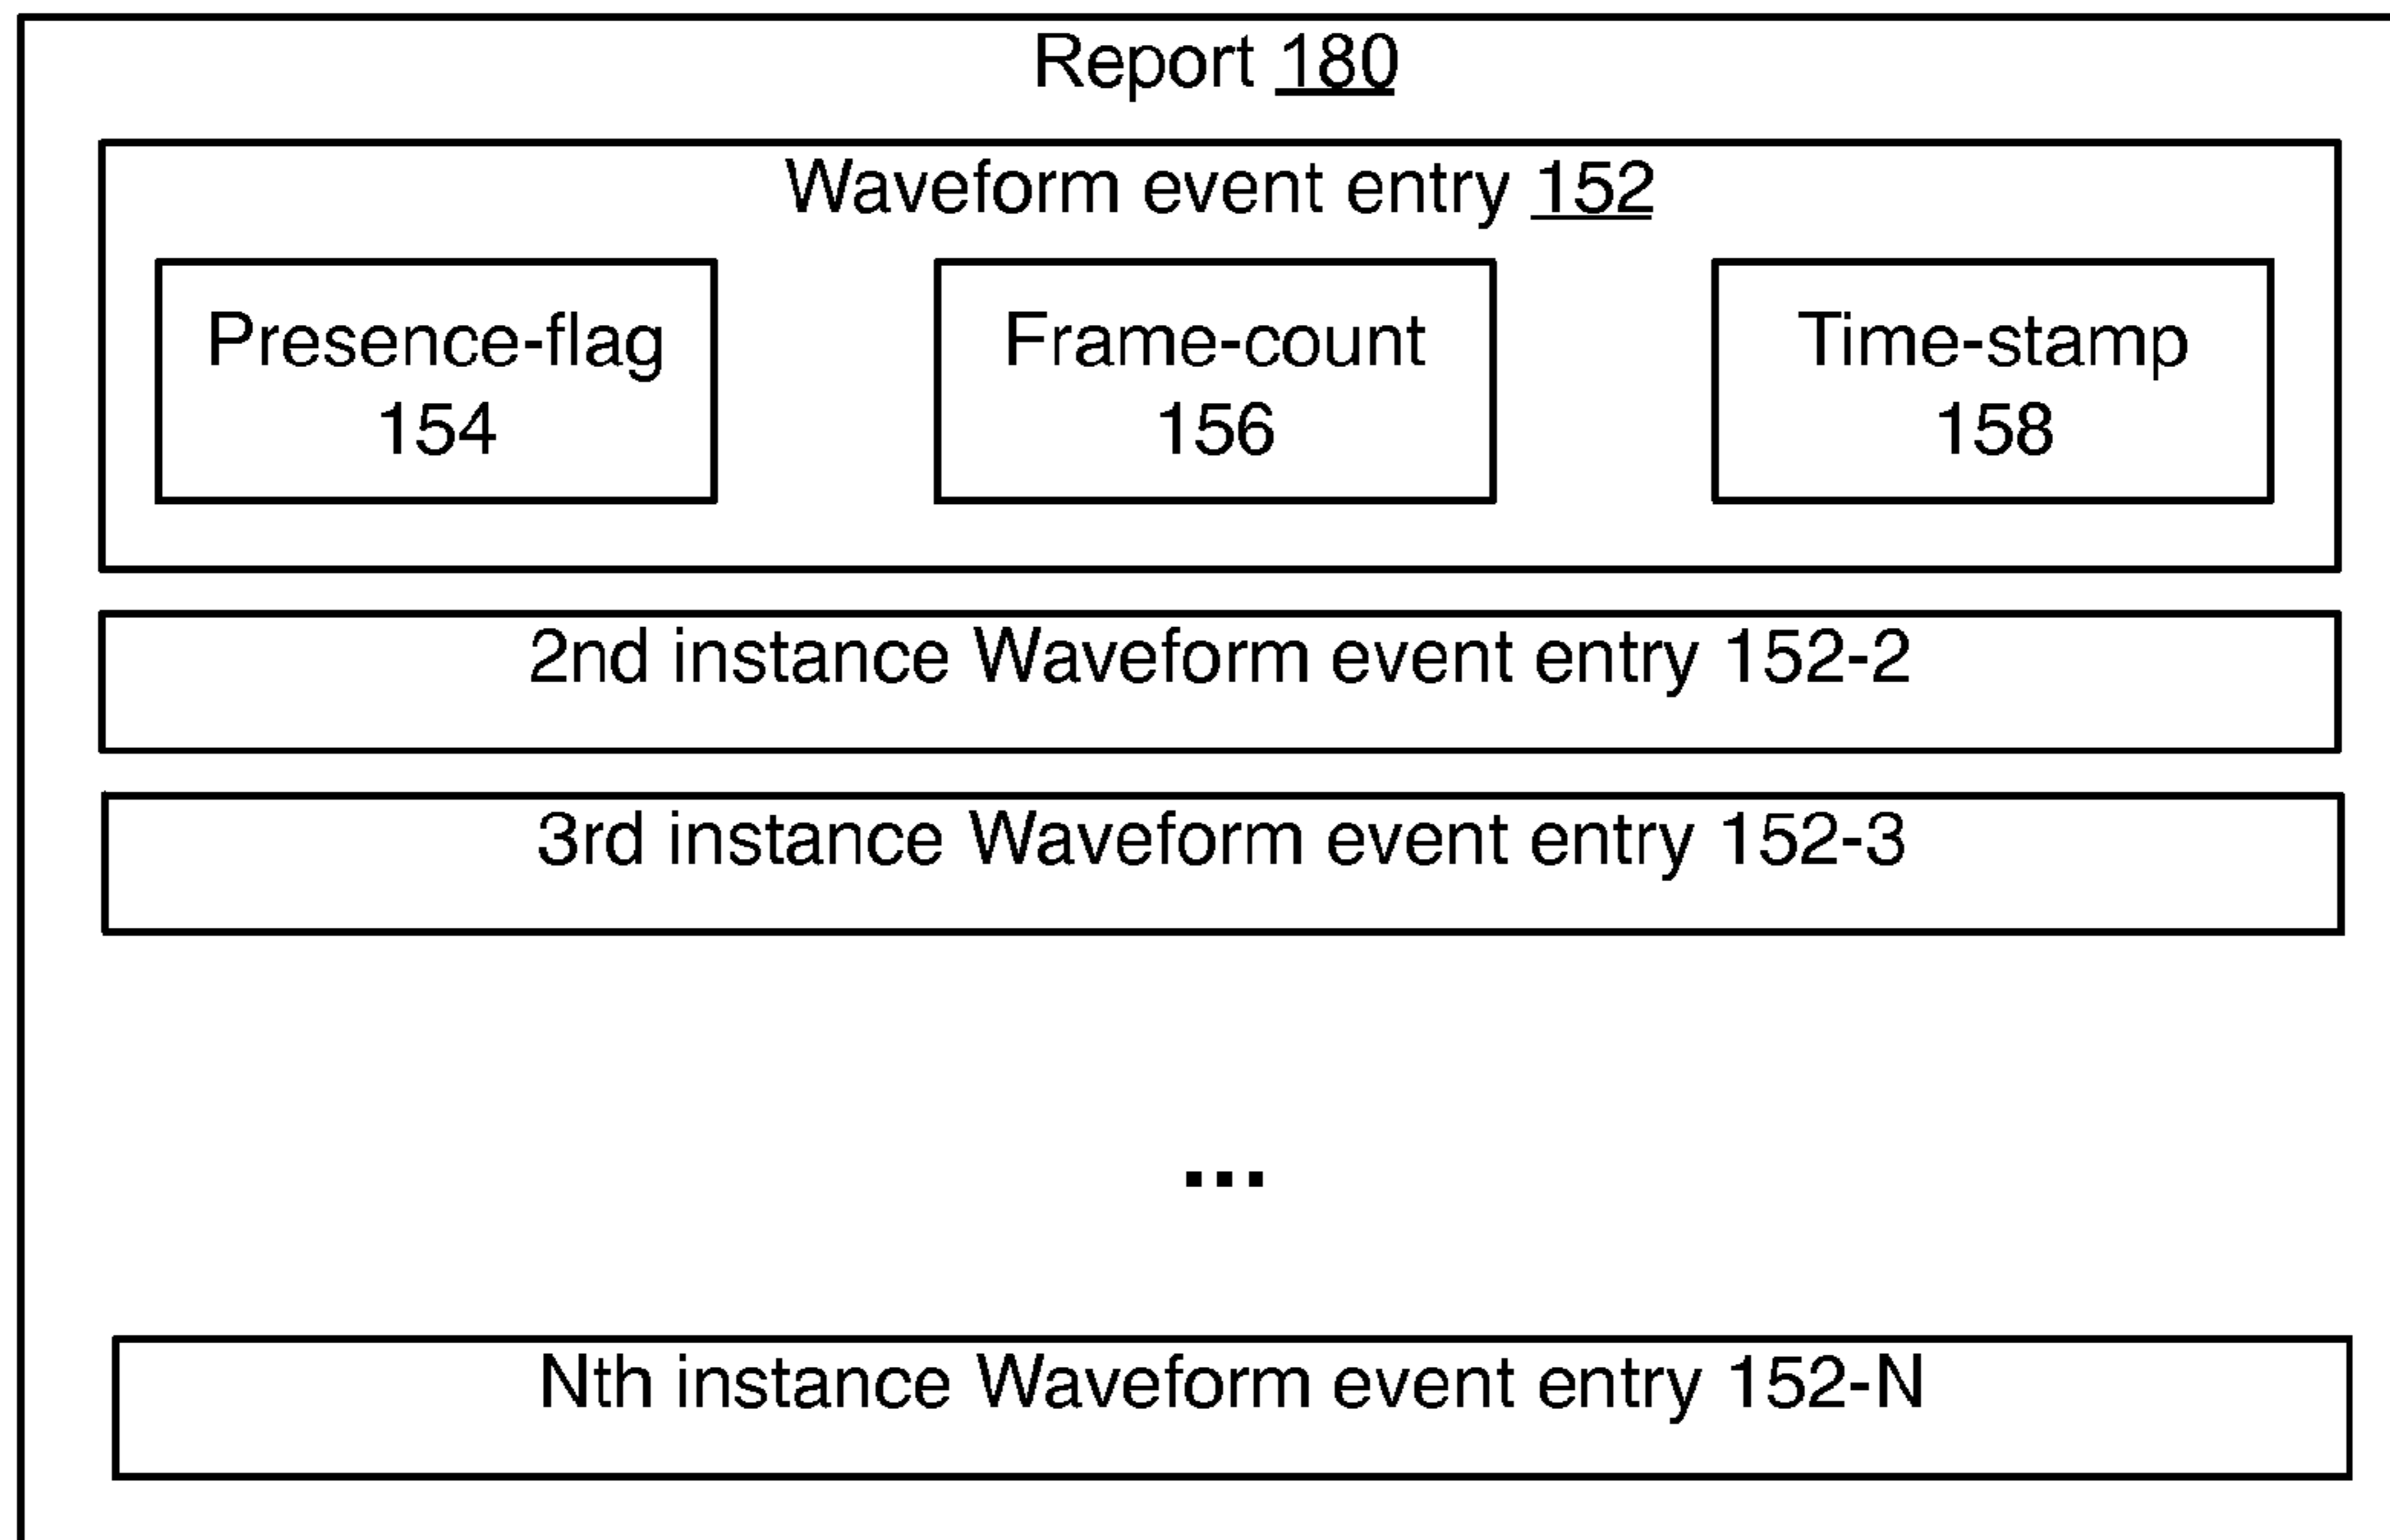 Report 180
Waveform event entry 152
Presence-flag
154
Frame-count
156
Time-stamp
158
2nd instance Waveform event entry 152-2
3rd instance Waveform event entry 152-3
...
Nth instance Waveform event entry 152-N